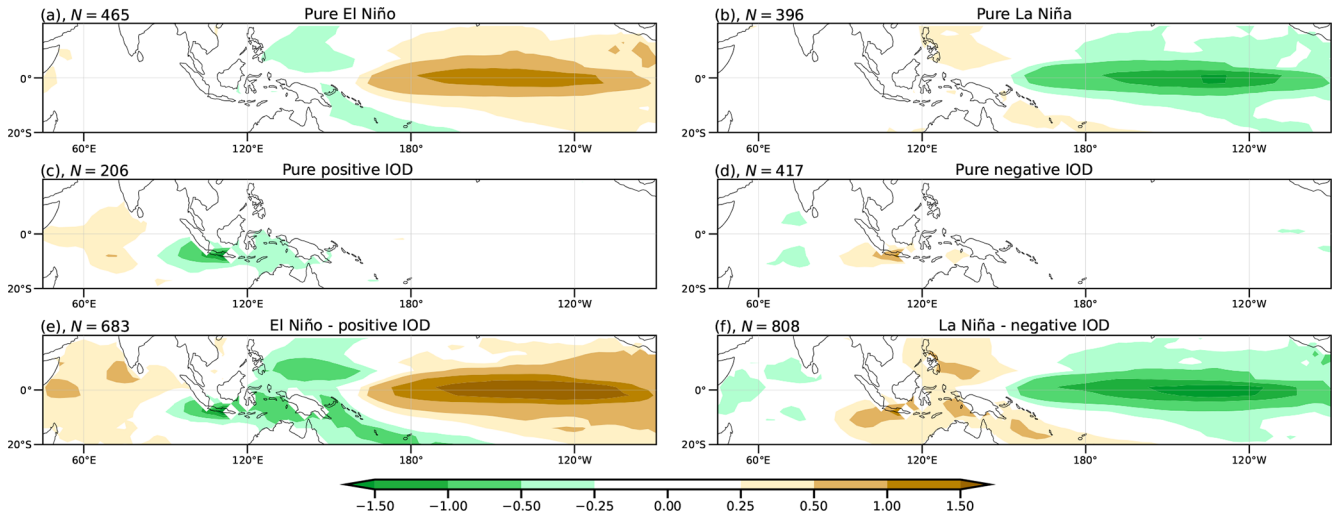 (a), N = 465 Pure El Niño
(b), N = 396 Pure La Niña
0°
20°S
60°E 120°E 180° 120°W
0°
20°S
60°E 120°E 180° 120°W
(c), N = 206 Pure positive IOD
(d), N = 417 Pure negative IOD
0°
20°S
60°E 120°E 180° 120°W
0°
20°S
60°E 120°E 180° 120°W
(e), N = 683 El Niño - positive IOD
(f), N = 808 La Niña - negative IOD
0°
20°S
60°E 120°E 180° 120°W
0°
20°S
60°E 120°E 180° 120°W
−1.50 −1.00 −0.50 −0.25 0.00 0.25 0.50 1.00 1.50